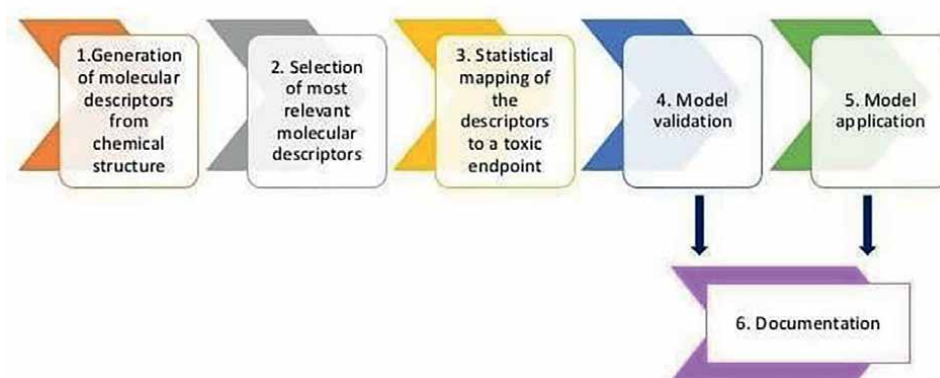 1.Generation
of molecular
descriptors
from
chemical
structure
2. Selection
of most
relevant
molecular
descriptors
3. Statistical
mapping of
the
descriptors
to a toxic
endpoint
4. Model
validation
5. Model
application
6. Documentation